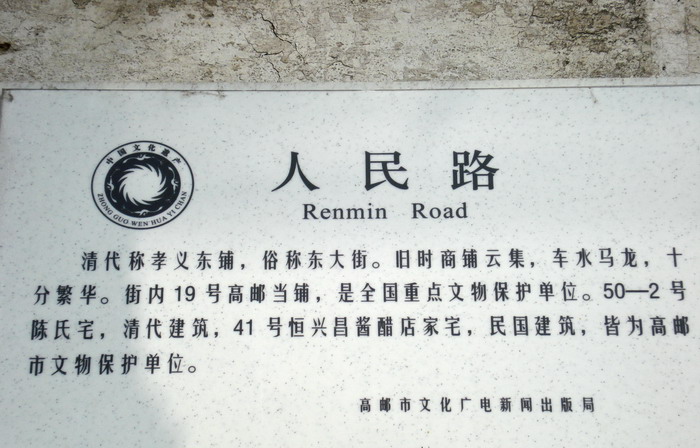 中国文化遗产
ZHONG GUO WEN HUA YI CHAN
人民路
Renmin Road
清代称孝义东铺，俗称东大街。旧时商铺云集，车水马龙，十
分繁华。街内19号高邮当铺，是全国重点文物保护单位。50—2号
陈氏宅，清代建筑，41号恒兴昌酱醋店家宅，民国建筑，皆为高邮
市文物保护单位。
高邮市文化广电新闻出版局